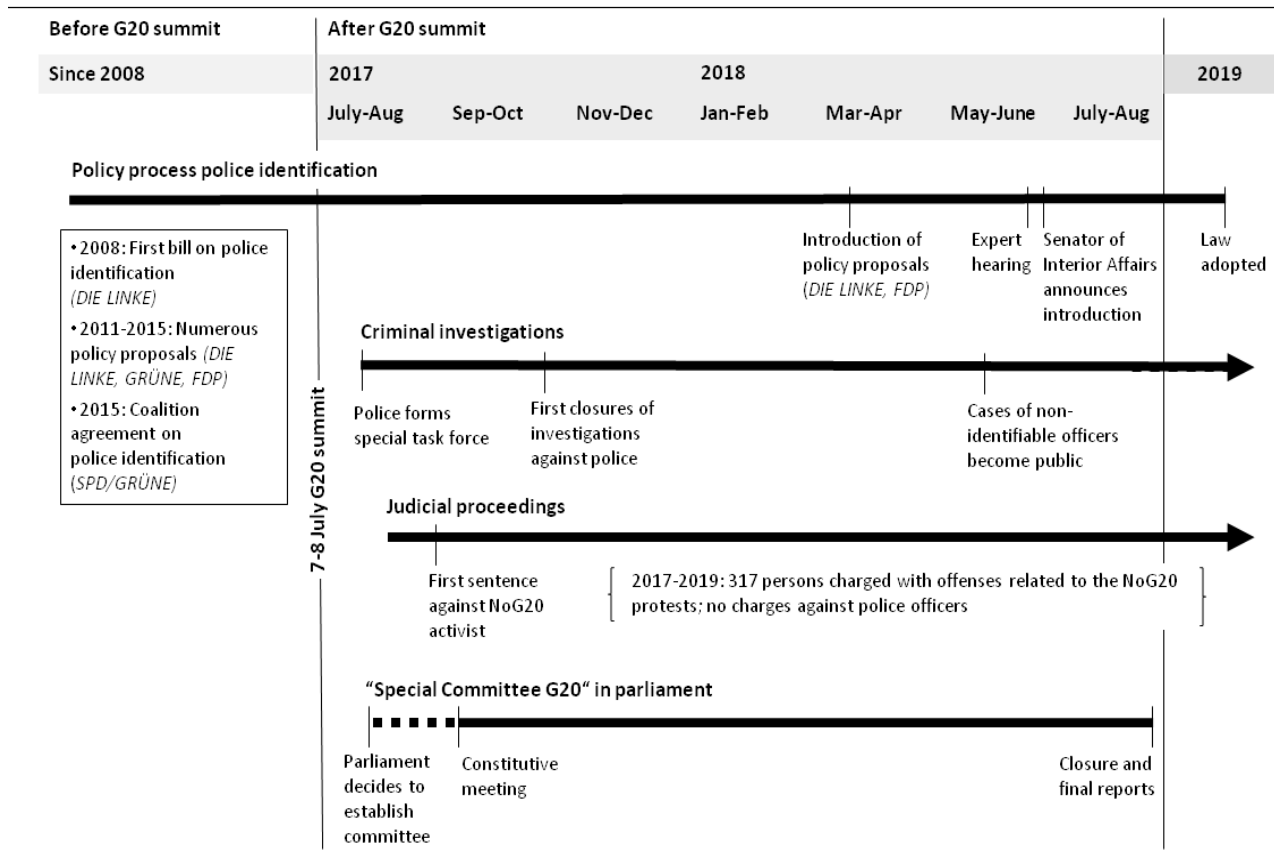 Before G20 summit
After G20 summit
Since 2008
2017
2018
2019
July-Aug
Sep-Oct
Nov-Dec
Jan-Feb
Mar-Apr
May-June
July-Aug
Policy process police identification
• 2008: First bill on police
identification
(DIE LINKE)
• 2011-2015: Numerous
policy proposals (DIE
LINKE, GRÜNE, FDP)
• 2015: Coalition
agreement on
police identification
(SPD/GRÜNE)
7-8 July G20 summit
Introduction of
policy proposals
(DIE LINKE, FDP)
Expert
hearing
Senator of
Interior Affairs
announces
introduction
Law
adopted
Criminal investigations
Police forms
special task force
First closures of
investigations
against police
Cases of non-
identifiable officers
become public
Judicial proceedings
First sentence
against NoG20
activist
2017-2019: 317 persons charged with offenses related to the NoG20
protests; no charges against police officers
“Special Committee G20“ in parliament
Parliament
decides to
establish
committee
Constitutive
meeting
Closure and
final reports